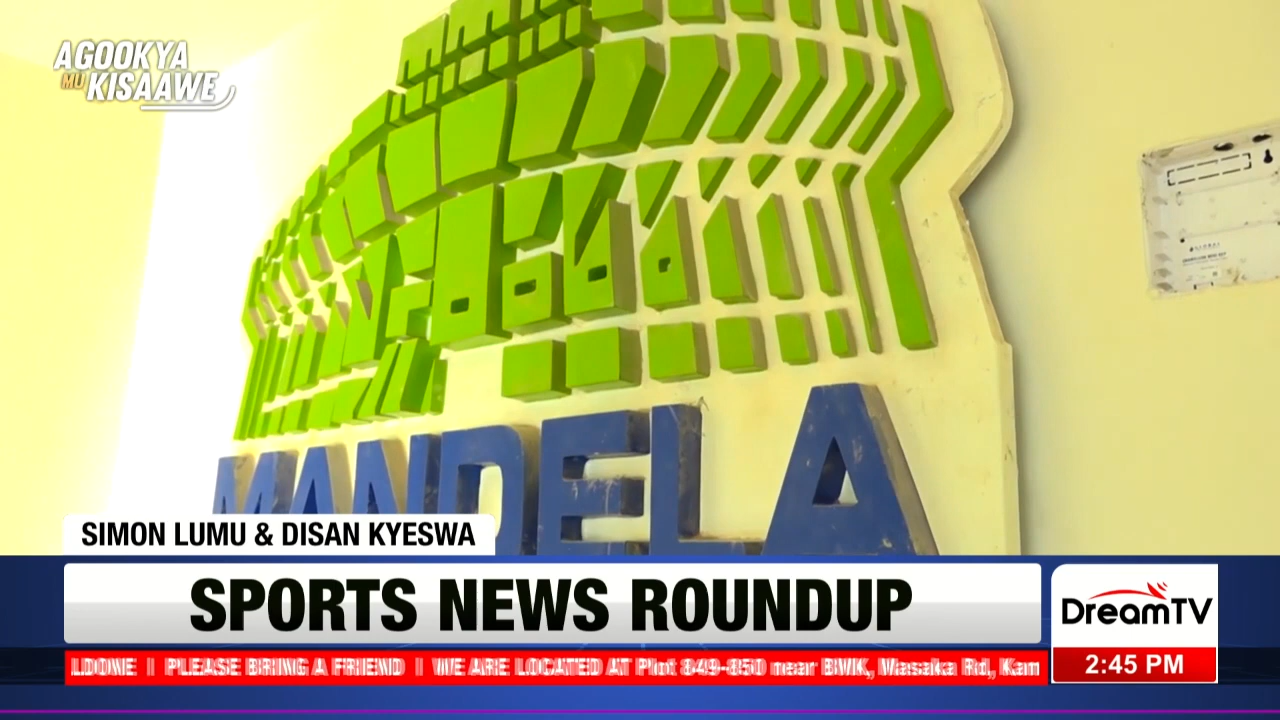 AGOOKYA
MU KISAAWE
MANDELA
SIMON LUMU & DISAN KYESWA
SPORTS NEWS ROUNDUP
DreamTV
LDONE | PLEASE BRING A FRIEND | WE ARE LOCATED AT Plot 849-850 near BWK, Masaka Rd, Kam
2:45 PM